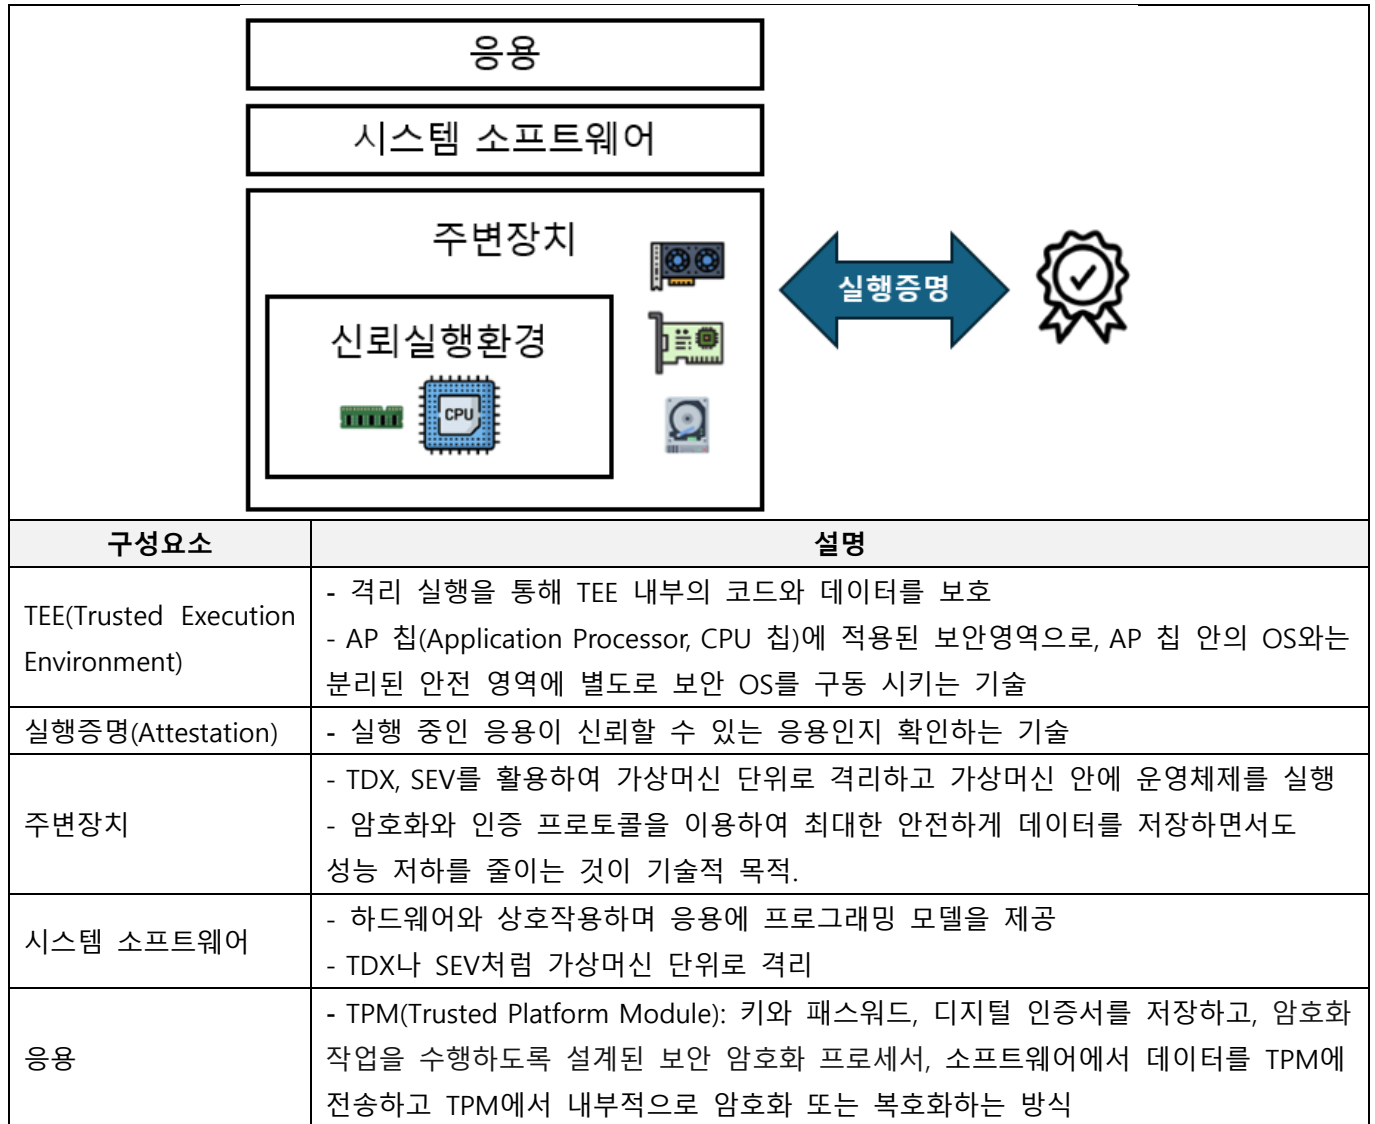 응용
시스템 소프트웨어
주변장치
신뢰실행환경
CPU
실행증명
구성요소 설명
TEE(Trusted Execution
Environment)
- 격리 실행을 통해 TEE 내부의 코드와 데이터를 보호
- AP 칩(Application Processor, CPU 칩)에 적용된 보안영역으로, AP 칩 안의 OS와는
분리된 안전 영역에 별도로 보안 OS를 구동 시키는 기술
실행증명(Attestation)
- 실행 중인 응용이 신뢰할 수 있는 응용인지 확인하는 기술
주변장치
- TDX, SEV를 활용하여 가상머신 단위로 격리하고 가상머신 안에 운영체제를 실행
- 암호화와 인증 프로토콜을 이용하여 최대한 안전하게 데이터를 저장하면서도
성능 저하를 줄이는 것이 기술적 목적.
시스템 소프트웨어
- 하드웨어와 상호작용하며 응용에 프로그래밍 모델을 제공
- TDX나 SEV처럼 가상머신 단위로 격리
응용
- TPM(Trusted Platform Module): 키와 패스워드, 디지털 인증서를 저장하고, 암호화
작업을 수행하도록 설계된 보안 암호화 프로세서, 소프트웨어에서 데이터를 TPM에
전송하고 TPM에서 내부적으로 암호화 또는 복호화하는 방식